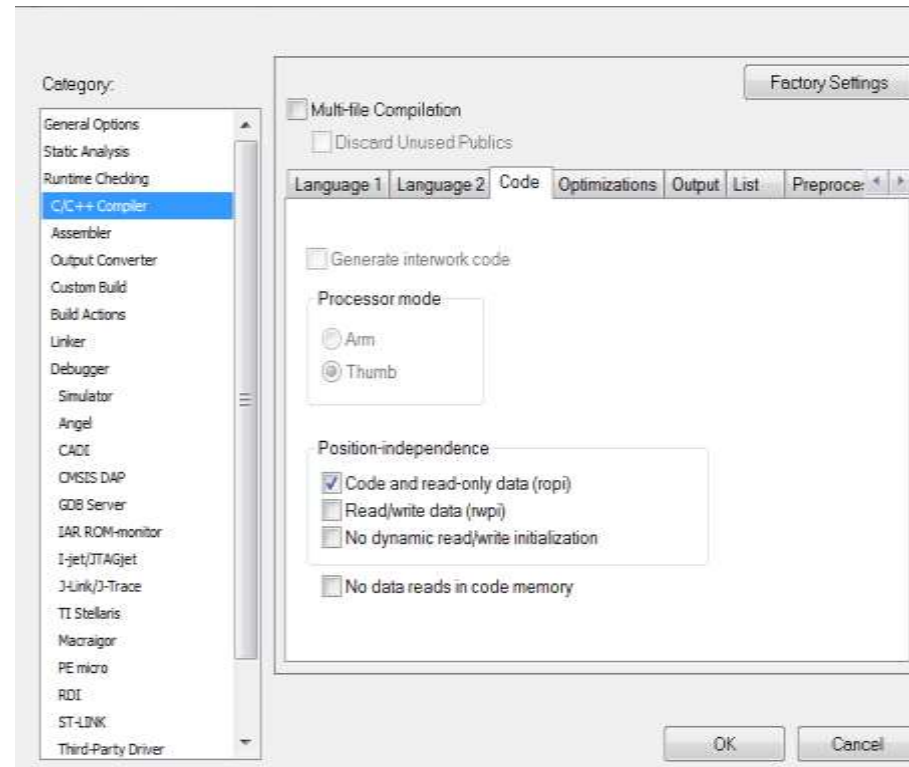 Category:
General Options
Static Analysis
Runtime Checking
C/C++ Compiler
Assembler
Output Converter
Custom Build
Build Actions
Linker
Debugger
Simulator
Angel
CADI
CMSIS DAP
GDB Server
IAR ROM-monitor
I-jet/JTAGjet
J-Link/J-Trace
TI Stellaris
Macraigor
PE micro
RDI
ST-LINK
Third-Party Driver
Factory Settings
Multi-file Compilation
Discard Unused Publics
Language 1 Language 2 Code Optimizations Output List Preproce
Generate interwork code
Processor mode
Arm
Thumb
Position-independence
Code and read-only data (ropi)
Read/write data (rwpi)
No dynamic read/write initialization
No data reads in code memory
OK Cancel